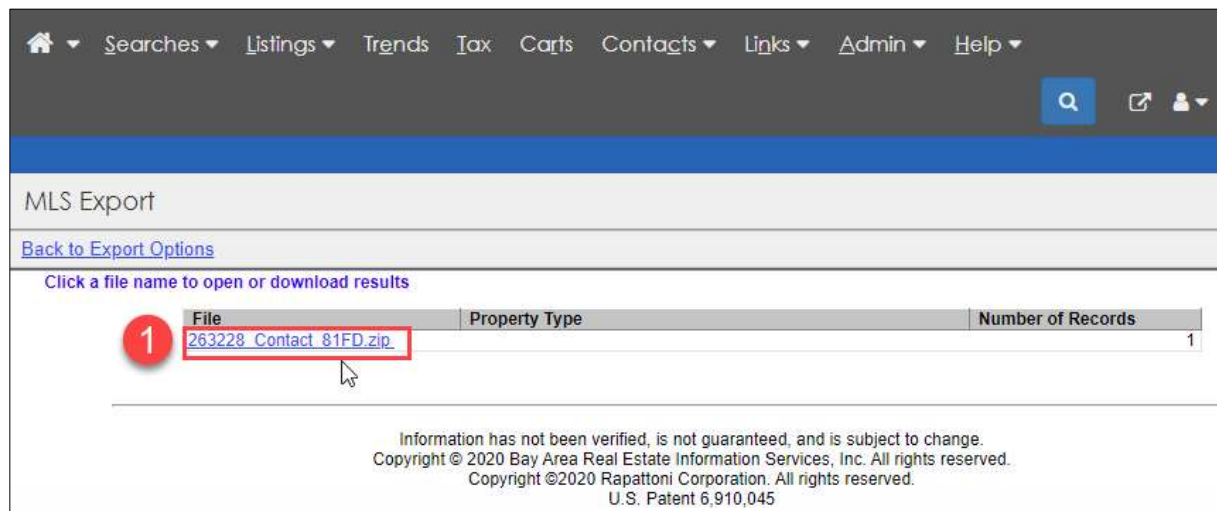 Searches Listings Trends Tax Carts Contacts Links Admin Help
MLS Export
Back to Export Options
Click a file name to open or download results
File Property Type Number of Records
1 263228_Contact_81FD.zip 1
Information has not been verified, is not guaranteed, and is subject to change.
Copyright © 2020 Bay Area Real Estate Information Services, Inc. All rights reserved.
Copyright ©2020 Rapattoni Corporation. All rights reserved.
U.S. Patent 6,910,045